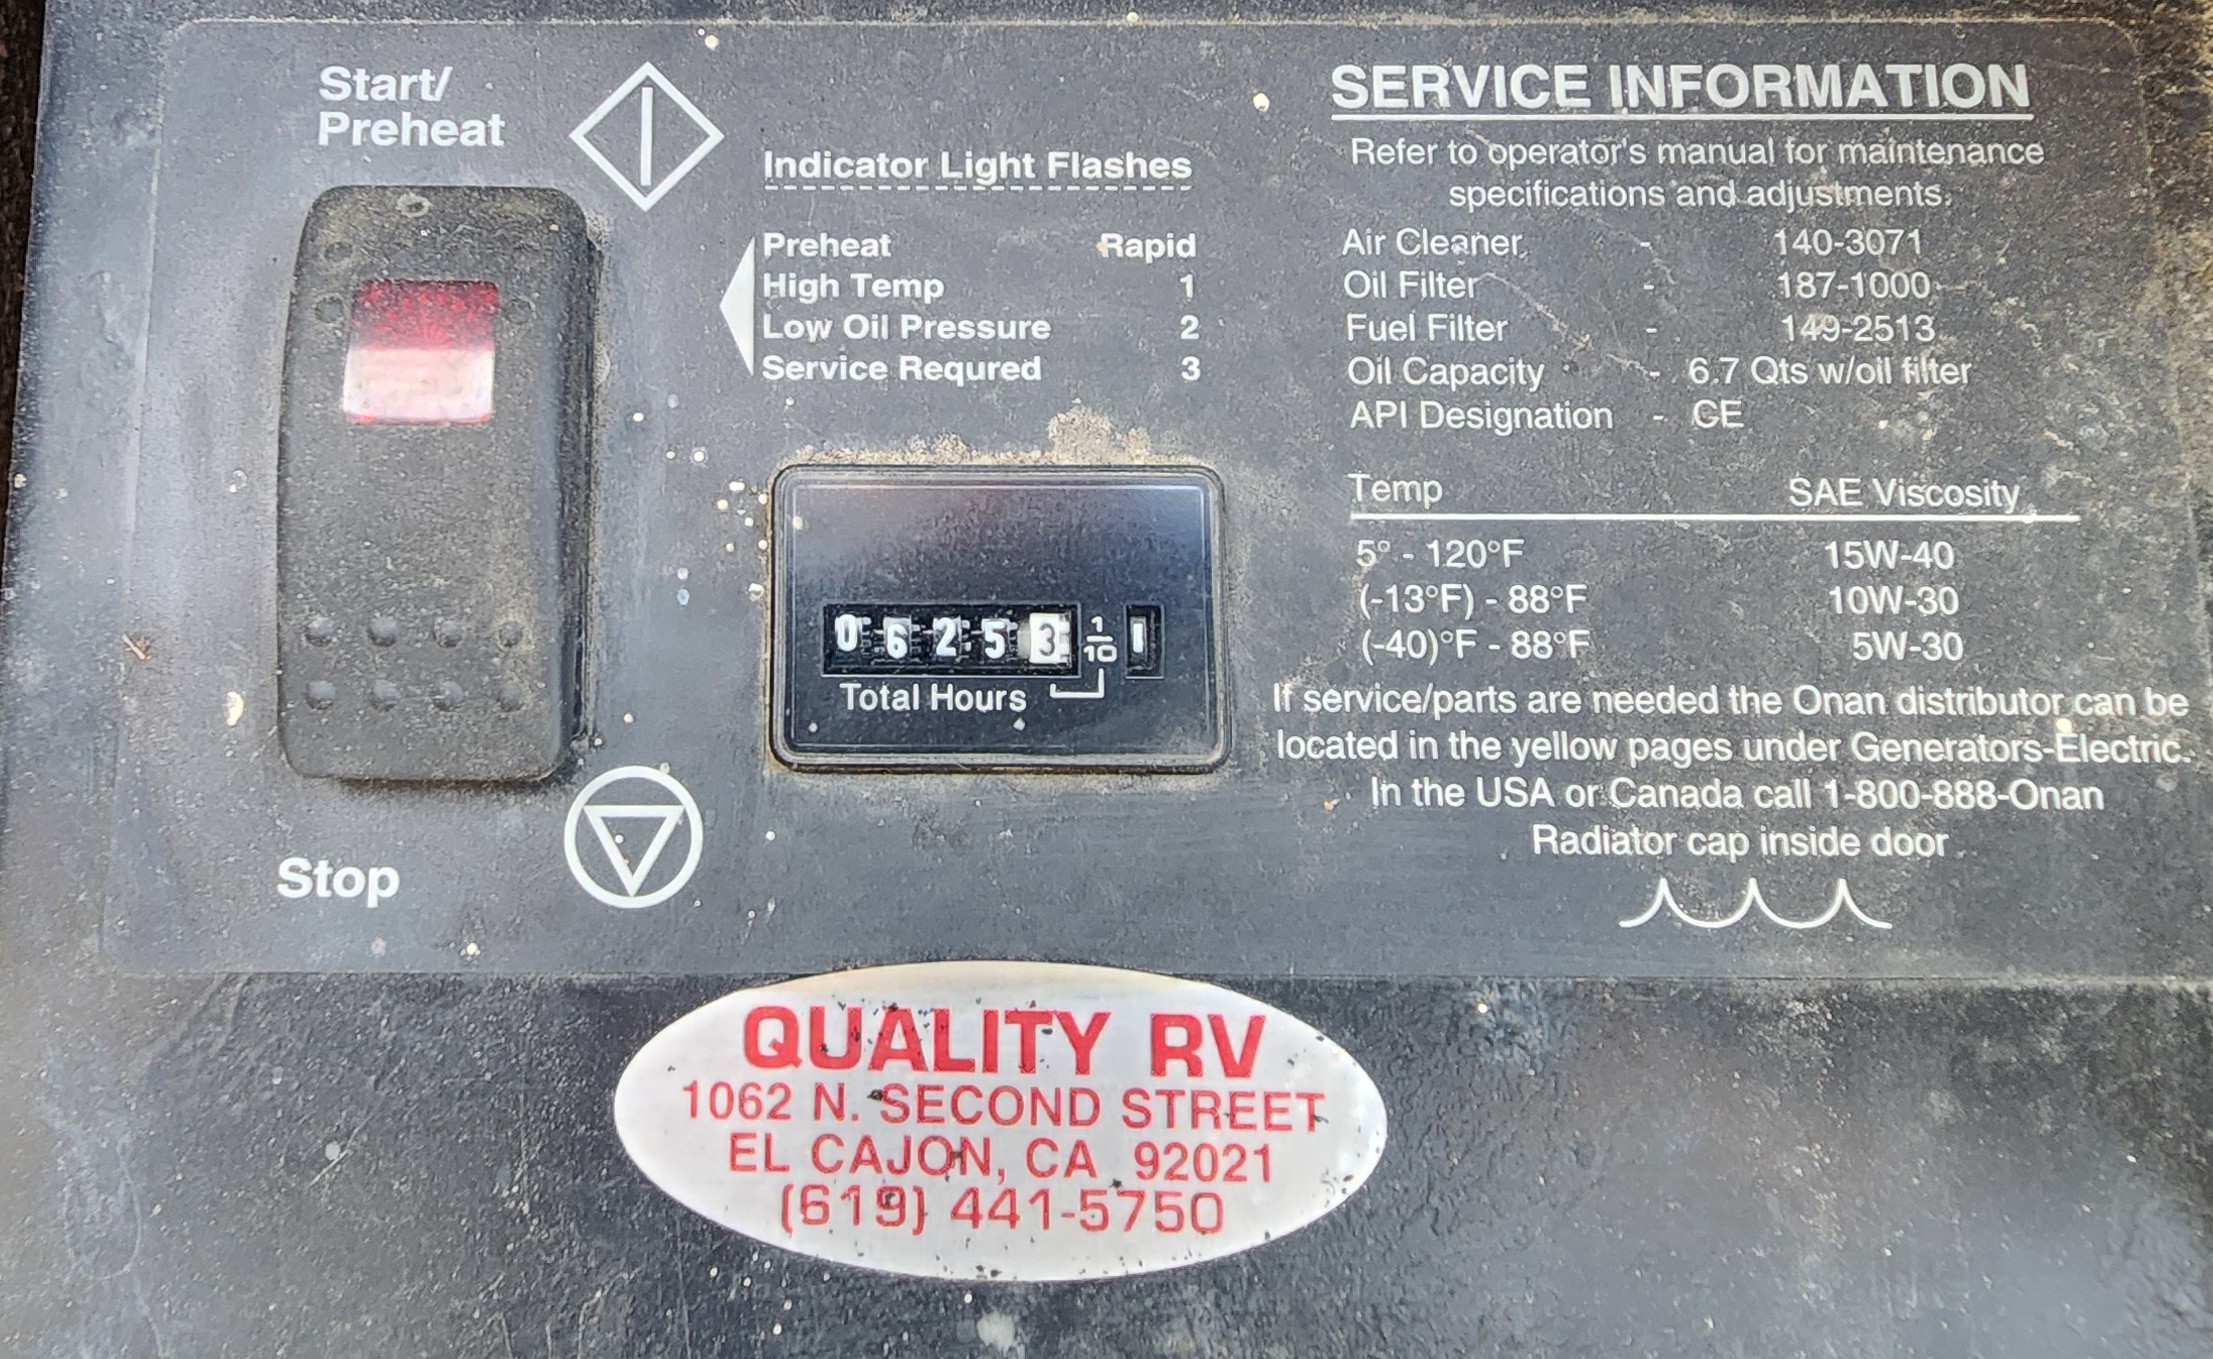 Start/
Preheat
Indicator Light Flashes
Preheat Rapid
High Temp 1
Low Oil Pressure 2
Service Requred 3
0 6 2 5 3 1/10
Total Hours
Stop
SERVICE INFORMATION
Refer to operator's manual for maintenance
specifications and adjustments.
Air Cleaner - 140-3071
Oil Filter - 187-1000
Fuel Filter - 149-2513
Oil Capacity - 6.7 Qts w/oil filter
API Designation - CE
Temp SAE Viscosity
5° - 120°F 15W-40
(-13°F) - 88°F 10W-30
(-40)°F - 88°F 5W-30
If service/parts are needed the Onan distributor can be
located in the yellow pages under Generators-Electric.
In the USA or Canada call 1-800-888-Onan
Radiator cap inside door
QUALITY RV
1062 N. SECOND STREET
EL CAJON, CA 92021
(619) 441-5750